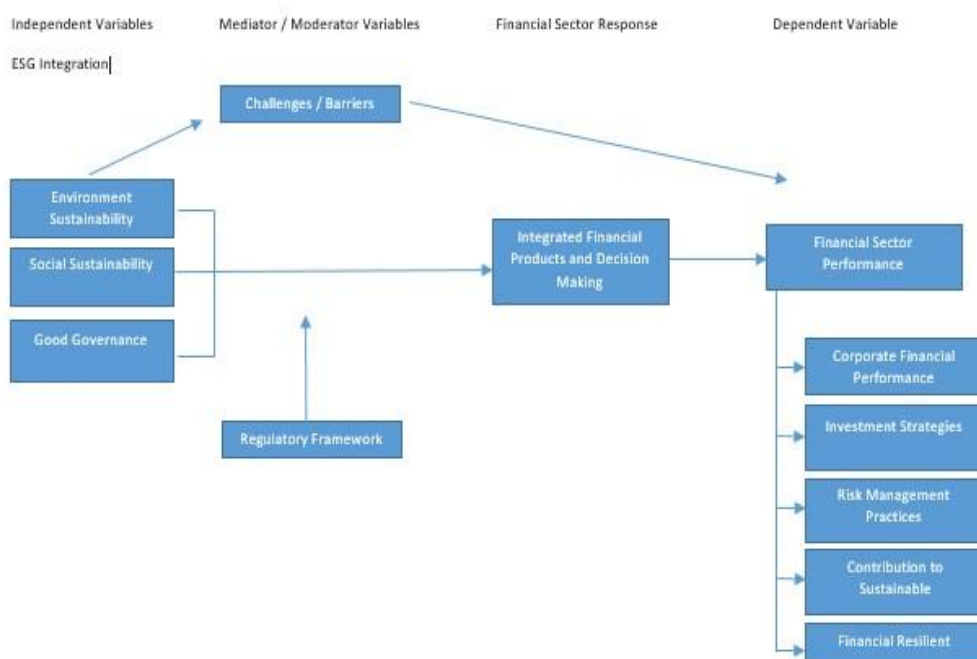 Independent Variables
Mediator / Moderator Variables
Financial Sector Response
Dependent Variable
ESG Integration
Challenges / Barriers
Environment
Sustainability
Social Sustainability
Good Governance
Regulatory Framework
Integrated Financial
Products and Decision
Making
Financial Sector
Performance
Corporate Financial
Performance
Investment Strategies
Risk Management
Practices
Contribution to
Sustainable
Financial Resilient